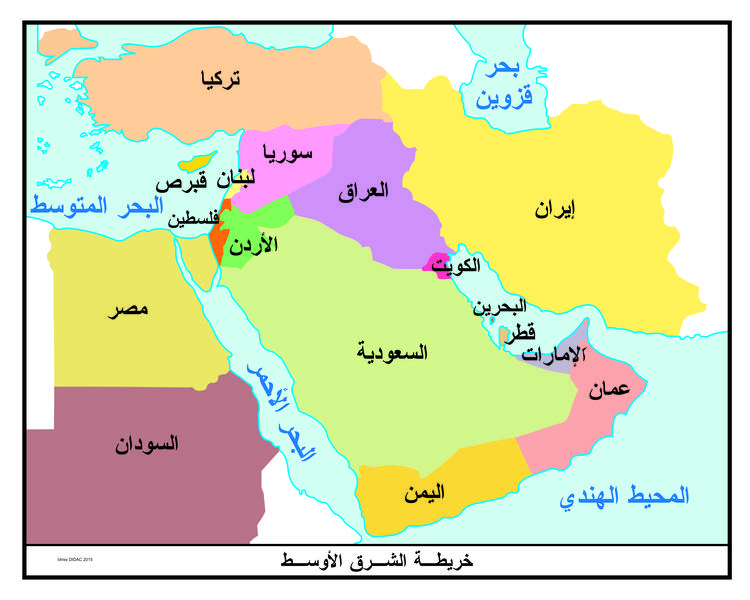 بحر
قزوين
تركيا
سوريا
العراق
إيران
لبنان
قبرص
البحر المتوسط
فلسطين
الأردن
الكويت
مصر
البحرين
قطر
الإمارات
السعودية
عمان
البحر الأحمر
السودان
اليمن
المحيط الهندي
خريطـــة الشـــرق الأوســـط
Idriss DIDAC 2015